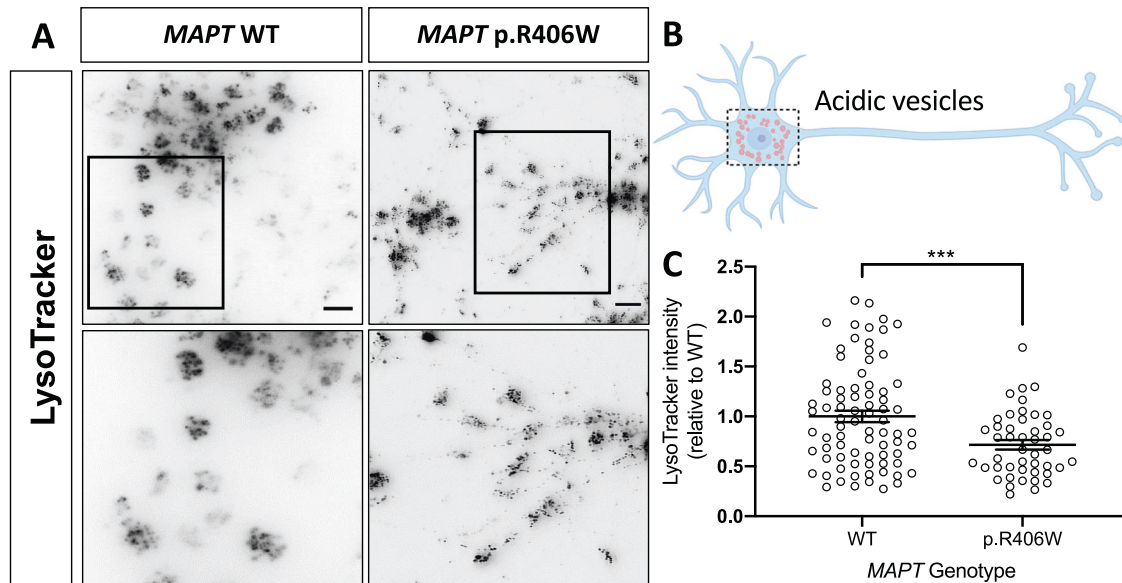 A
MAPT WT
MAPT p.R406W
LysoTracker
B
Acidic vesicles
C
***
LysoTracker intensity
(relative to WT)
2.5
2.0
1.5
1.0
0.5
0.0
WT
p.R406W
MAPT Genotype